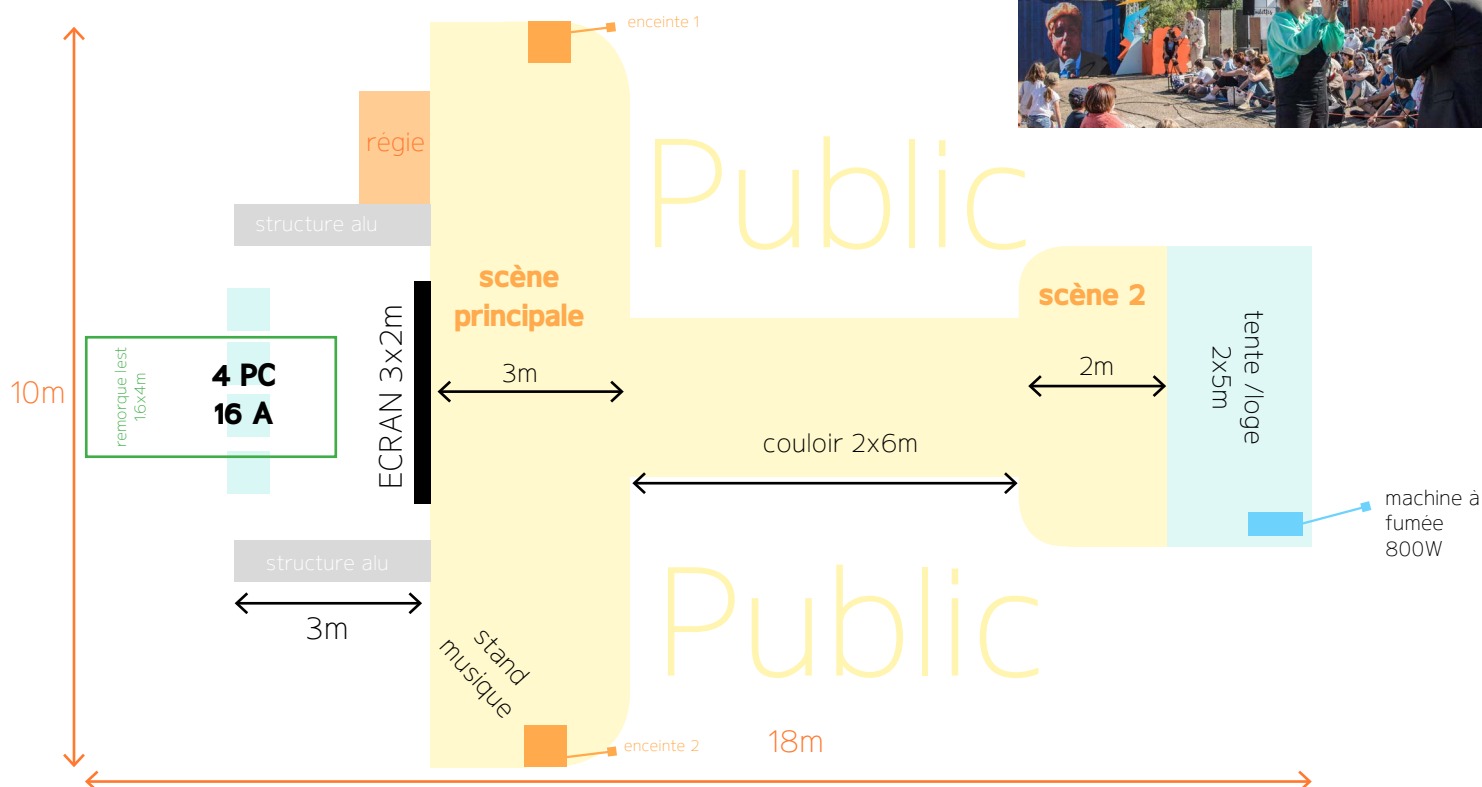 enceinte 1
régie
Public
structure alu
scène
principale
scène 2
tente /loge
2x5m
ECRAN 3x2m
remorque lest
1.6x4m
4 PC
16 A
3m
2m
10m
couloir 2x6m
machine à
fumée
800W
structure alu
Public
3m
stand
musique
enceinte 2
18m